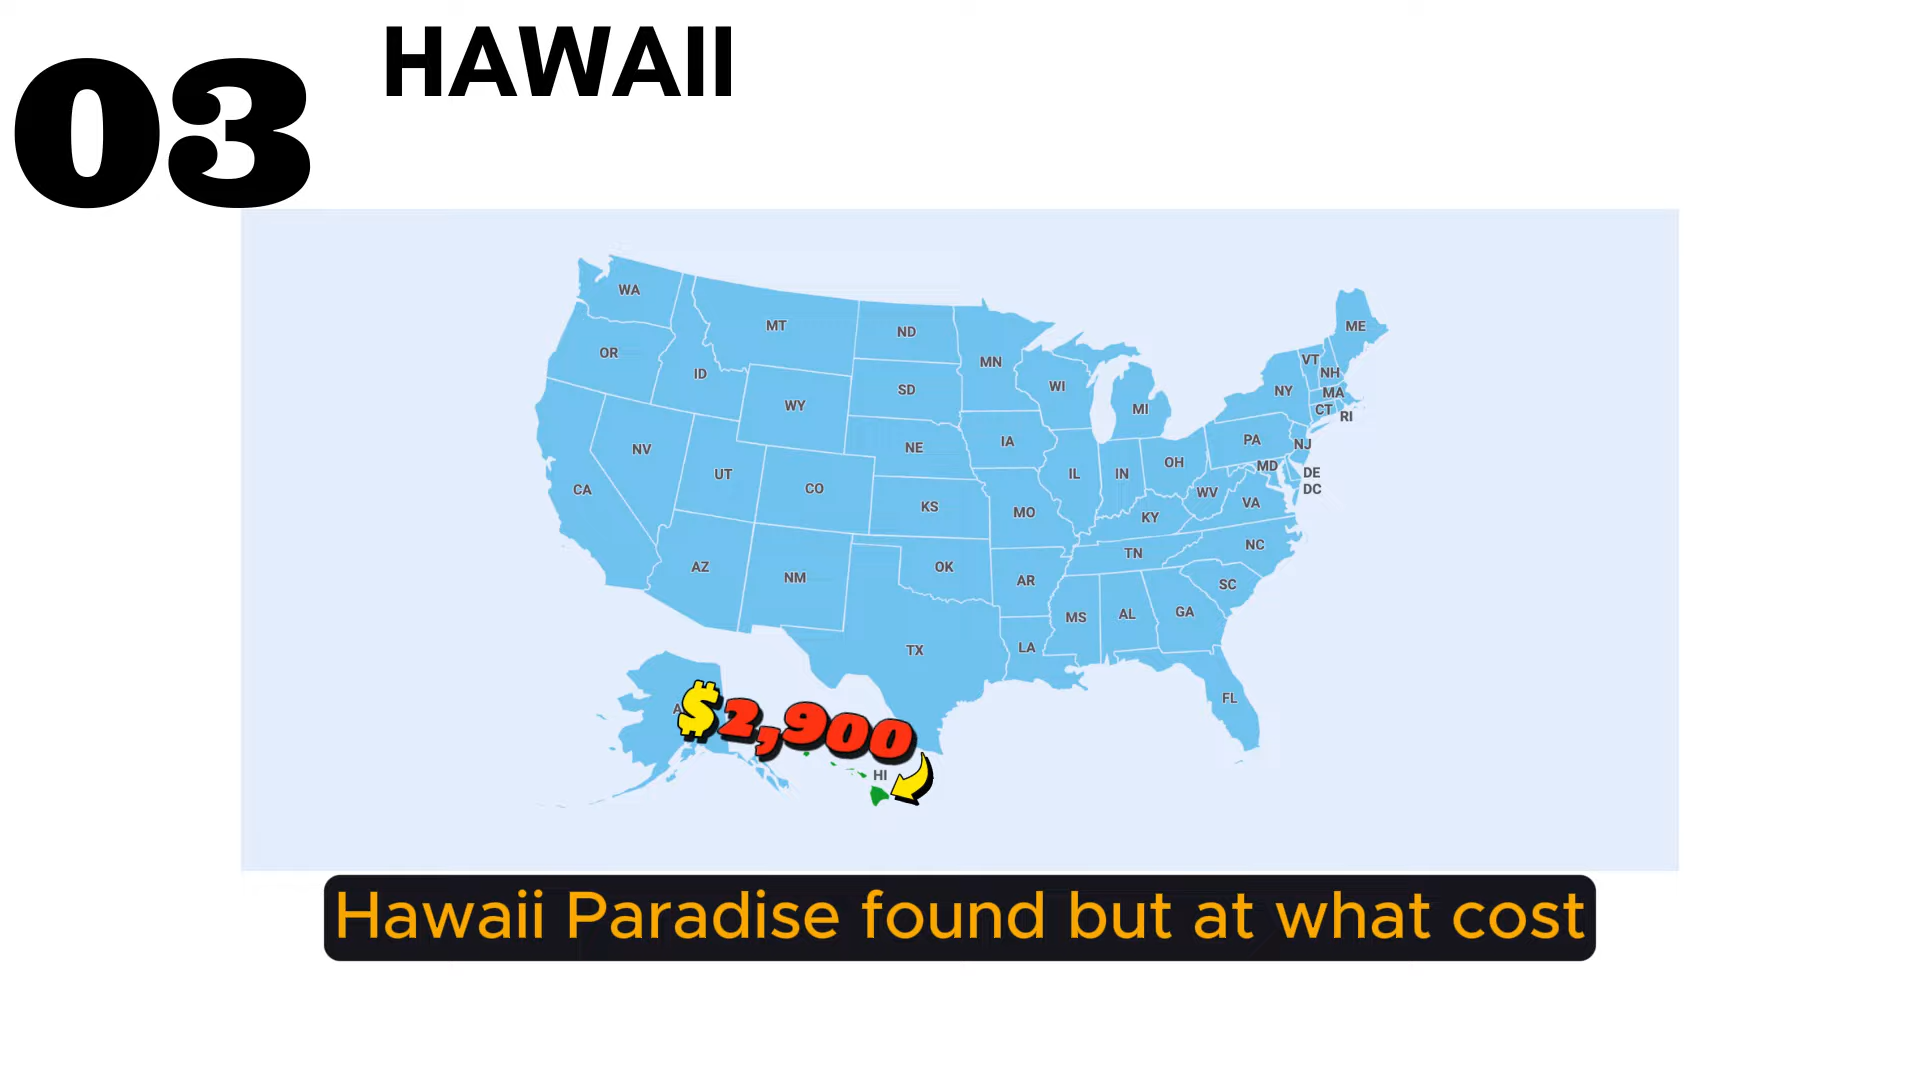 03
HAWAII
WA
MT
ND
MN
ME
OR
ID
SD
WI
VT
NH
WY
MI
NY
MA
CT
RI
NV
NE
IA
PA
NJ
UT
CO
IL
IN
OH
MD
DE
CA
KS
MO
WV
VA
DC
KY
AZ
NM
OK
AR
TN
NC
SC
MS
AL
GA
TX
LA
FL
A
$2,900
HI
Hawaii Paradise found but at what cost